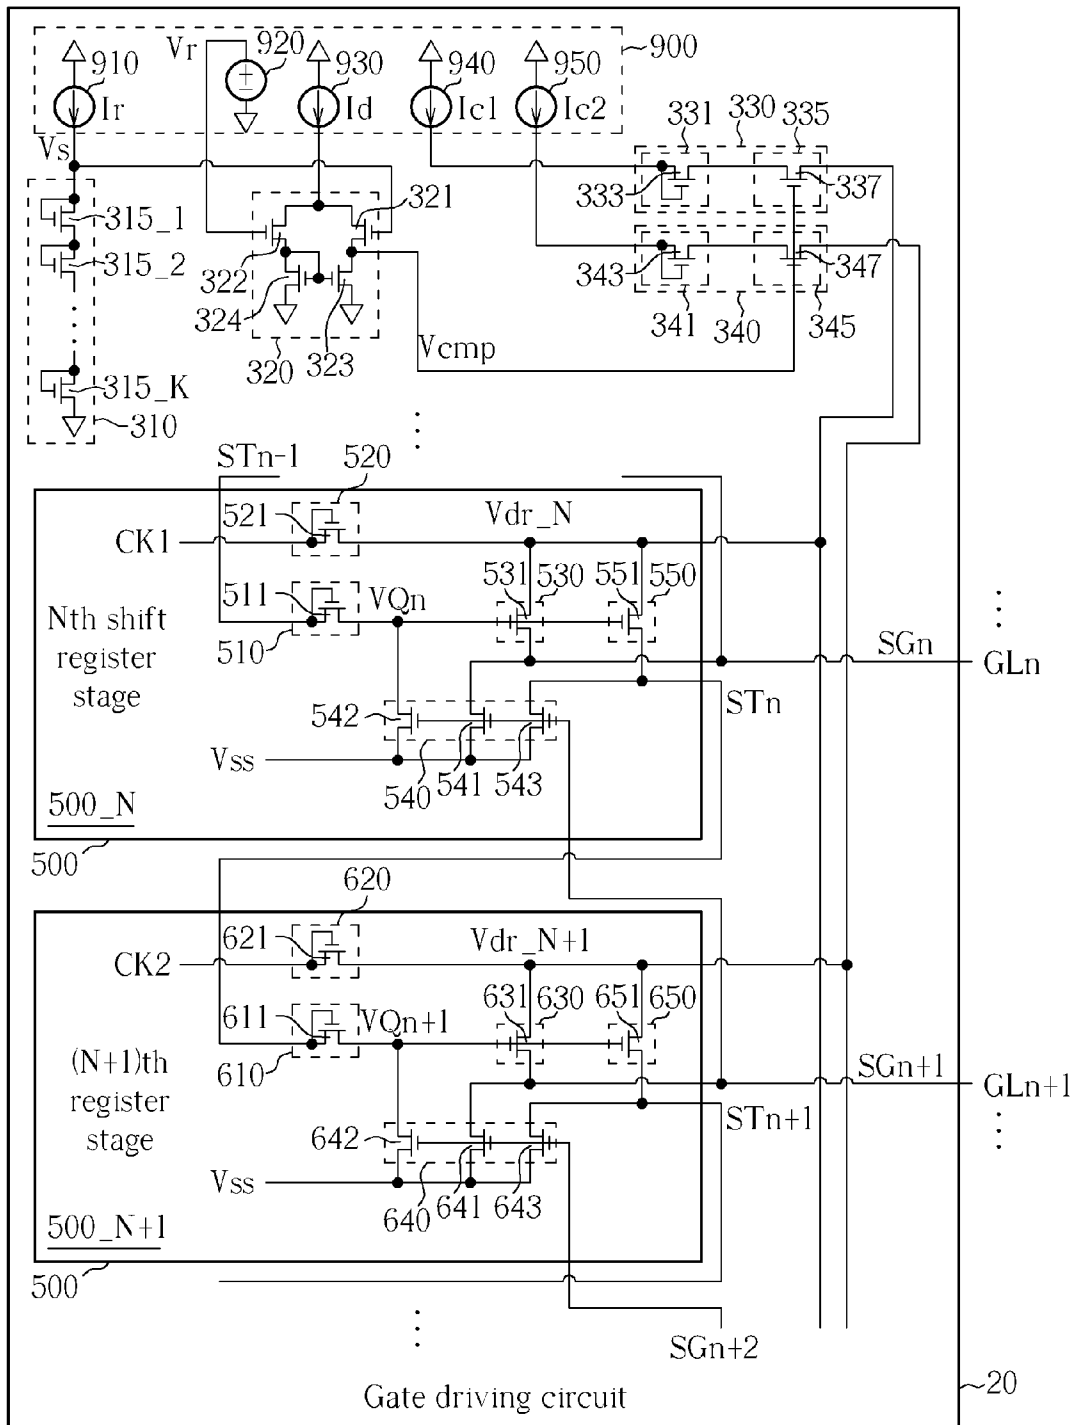 Vr
920
900
910
930
940
950
Ir
Id
Ic1
Ic2
Vs
331
330
335
333
337
315_1
321
315_2
322
343
347
324
341
340
345
323
Vcmp
320
315_K
310
STn-1
520
521
Vdr_N
CK1
531
530
551
550
511
VQn
Nth shift
register
stage
510
SGn
GLn
STn
542
Vss
541
543
540
500_N
500
620
621
Vdr_N+1
CK2
631
630
651
650
611
VQn+1
(N+1)th
register
stage
610
SGn+1
GLn+1
STn+1
642
Vss
641
643
640
500_N+1
500
SGn+2
20
Gate driving circuit